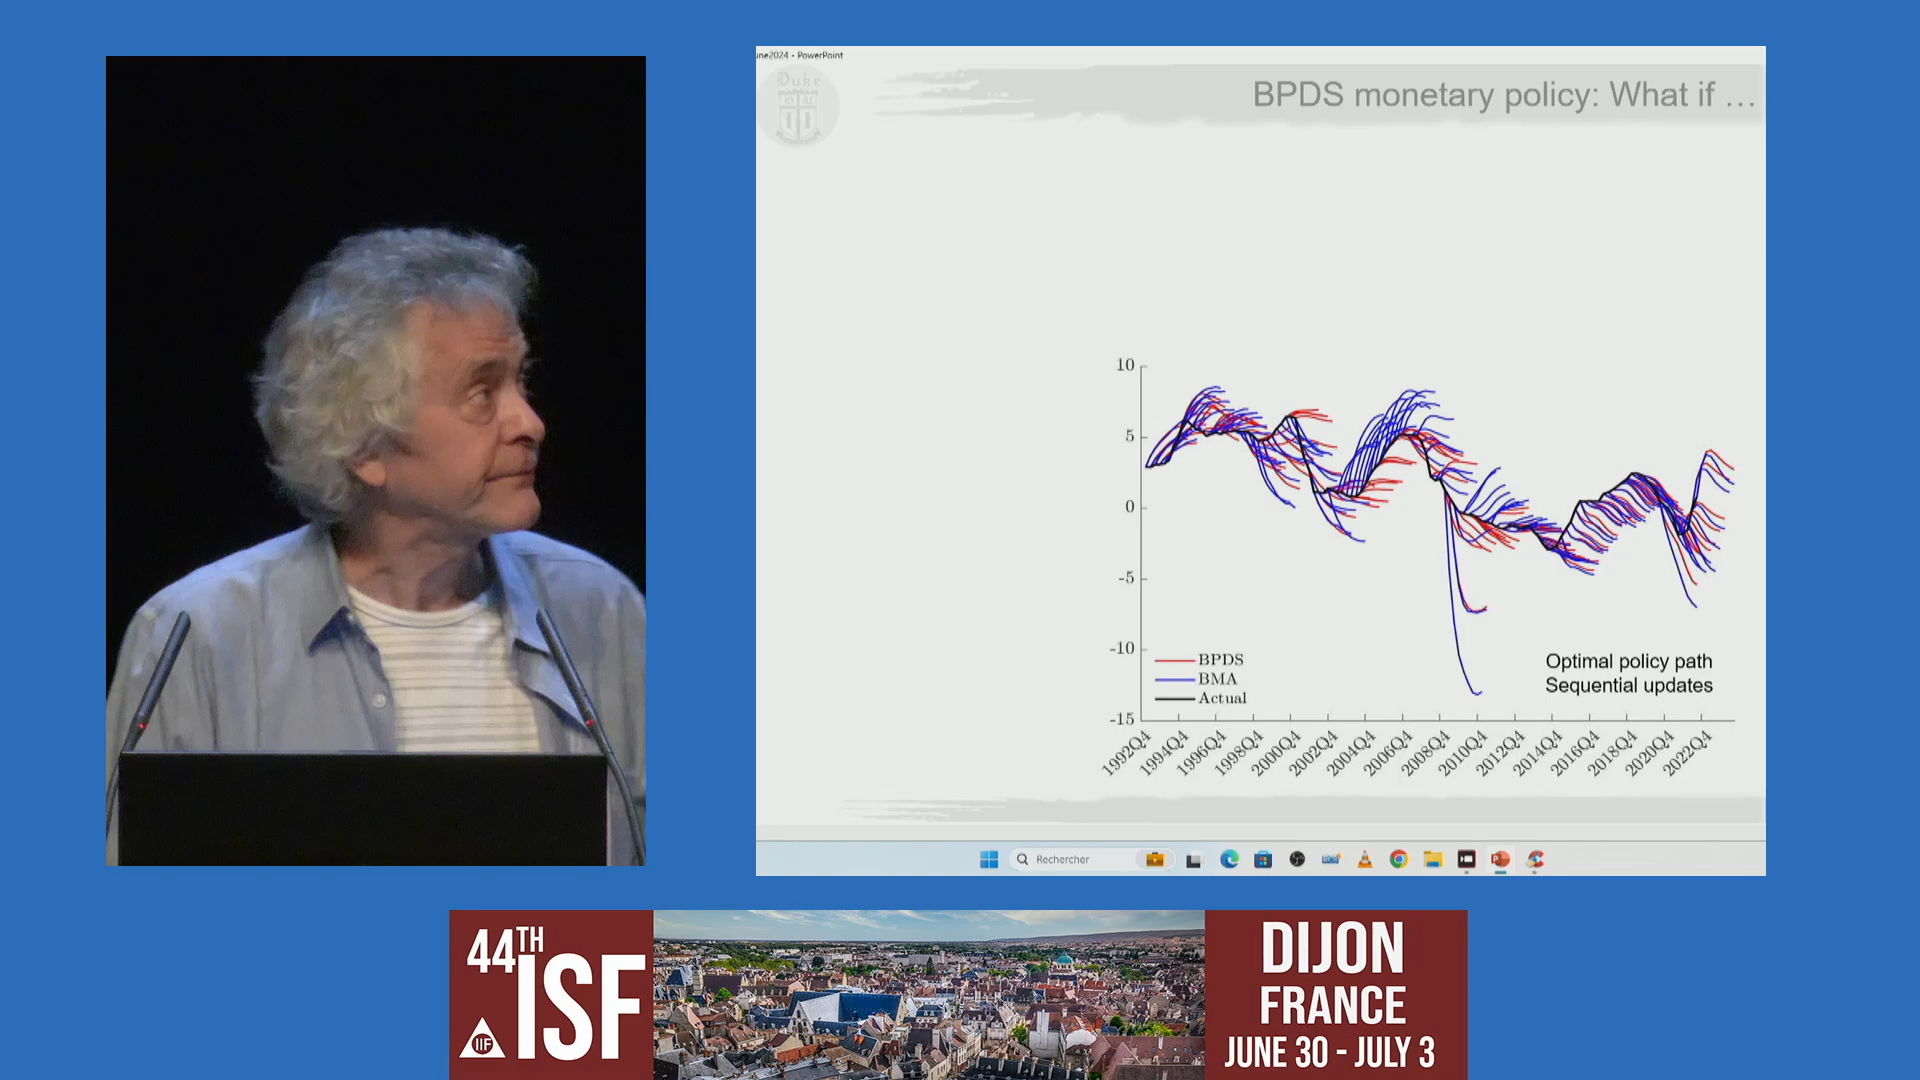 une2024 - PowerPoint
Duke
BPDS monetary policy: What if …
10
5
0
-5
-10
-15
BPDS
BMA
Actual
Optimal policy path
Sequential updates
1992Q4
1994Q4
1996Q4
1998Q4
2000Q4
2002Q4
2004Q4
2006Q4
2008Q4
2010Q4
2012Q4
2014Q4
2016Q4
2018Q4
2020Q4
2022Q4
Rechercher
44TH
ISF
IIF
DIJON
FRANCE
JUNE 30 - JULY 3